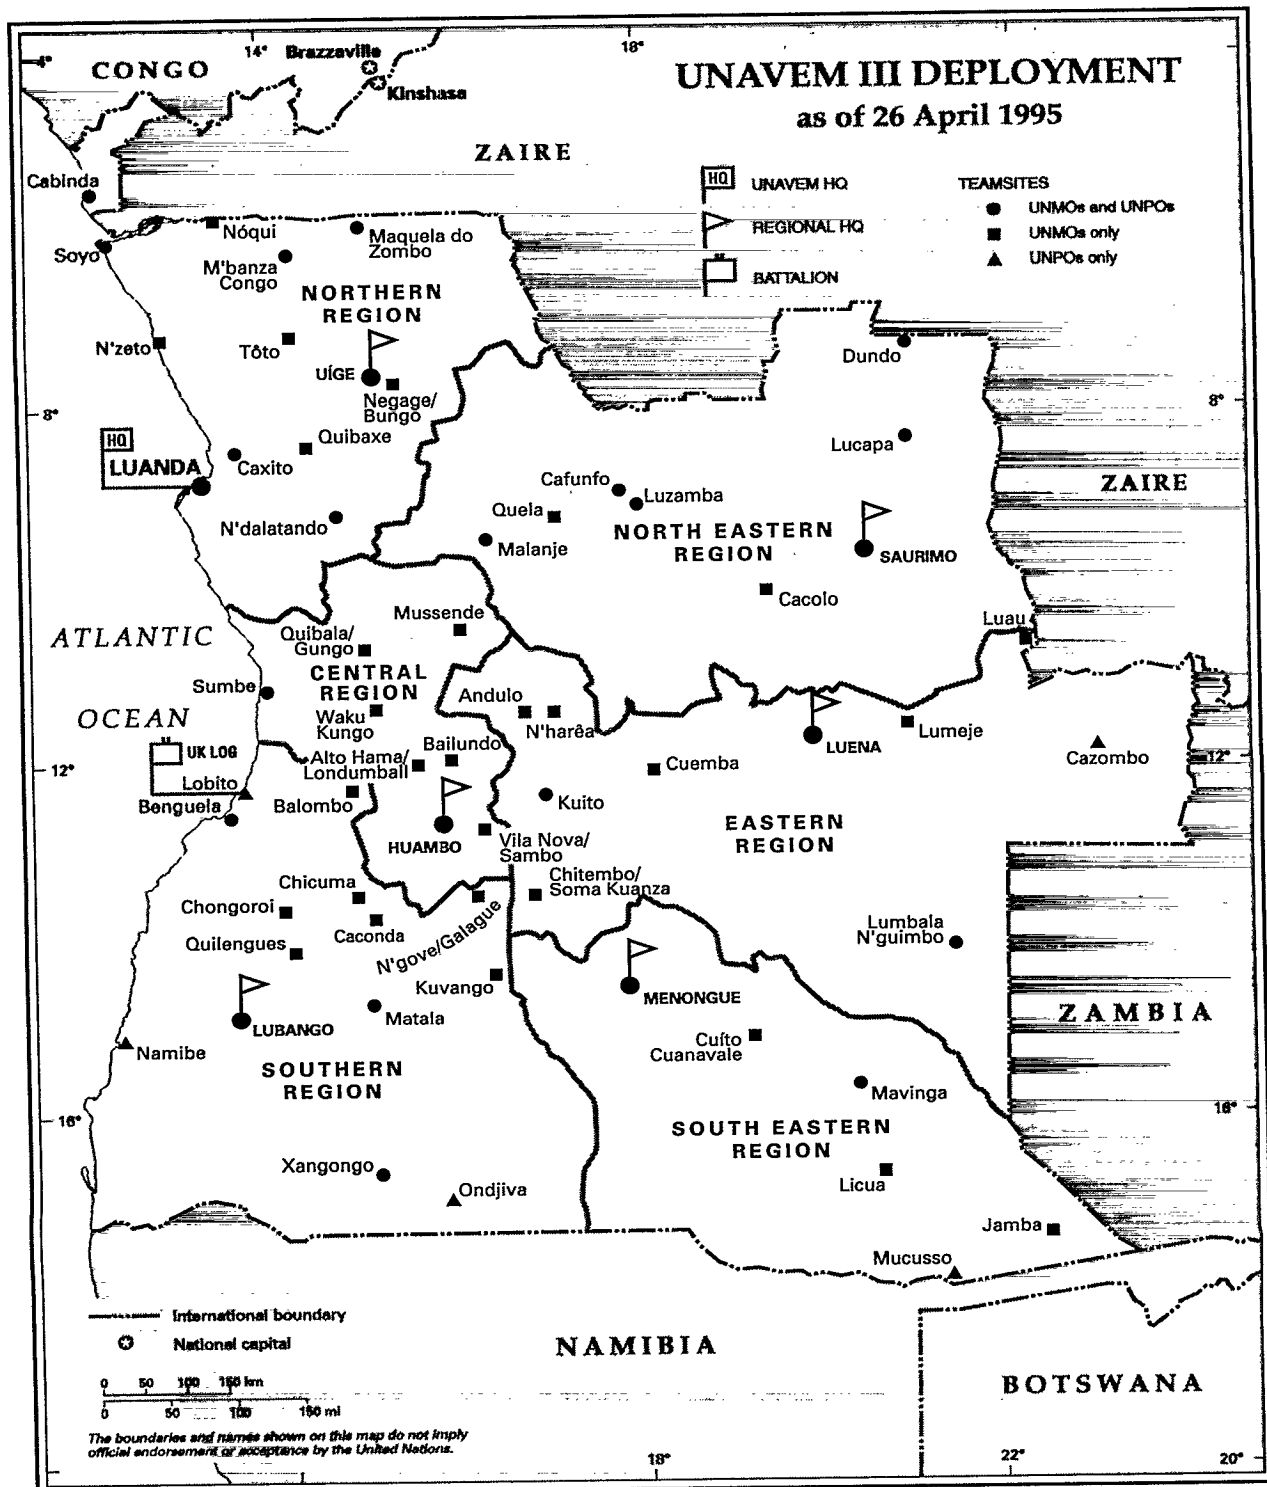 14°
18°
4°
CONGO
Brazzaville
Kinshasa
UNAVEM III DEPLOYMENT
as of 26 April 1995
ZAIRE
HQ
UNAVEM HQ
REGIONAL HQ
BATTALION
TEAMSITES
UNMOs and UNPOs
UNMOs only
UNPOs only
Cabinda
Soyo
Nóqui
Maquela do
Zombo
M'banza
Congo
NORTHERN
REGION
N'zeto
Tôto
UÍGE
Negage/
Bungo
Dundo
8°
8°
Quibaxe
HQ
LUANDA
Caxito
Lucapa
ZAIRE
Cafunfo
Luzamba
Quela
N'dalatando
Malanje
NORTH EASTERN
REGION
SAURIMO
Cacolo
ATLANTIC
OCEAN
Mussende
Quibala/
Gungo
Luau
CENTRAL
REGION
Sumbe
Andulo
N'harêa
Waku
Kungo
Bailundo
LUENA
Lumeje
Cazombo
UK LOG
Alto Hama/
Londumball
12°
12°
Cuemba
Lobito
Benguela
Balombo
Kuito
HUAMBO
Vila Nova/
Sambo
EASTERN
REGION
Chitembo/
Soma Kuanza
Chicuma
Chongoroi
Caconda
N'gove/Galague
Quilengues
Lumbala
N'guimbo
Kuvango
MENONGUE
ZAMBIA
LUBANGO
Matala
Namibe
Cuíto
Cuanavale
SOUTHERN
REGION
Mavinga
16°
16°
SOUTH EASTERN
REGION
Xangongo
Ondjiva
Licua
Jamba
Mucusso
International boundary
National capital
0 50 100 150 km
0 50 100 150 mi
NAMIBIA
BOTSWANA
The boundaries and names shown on this map do not imply
official endorsement or acceptance by the United Nations.
18°
22°
20°